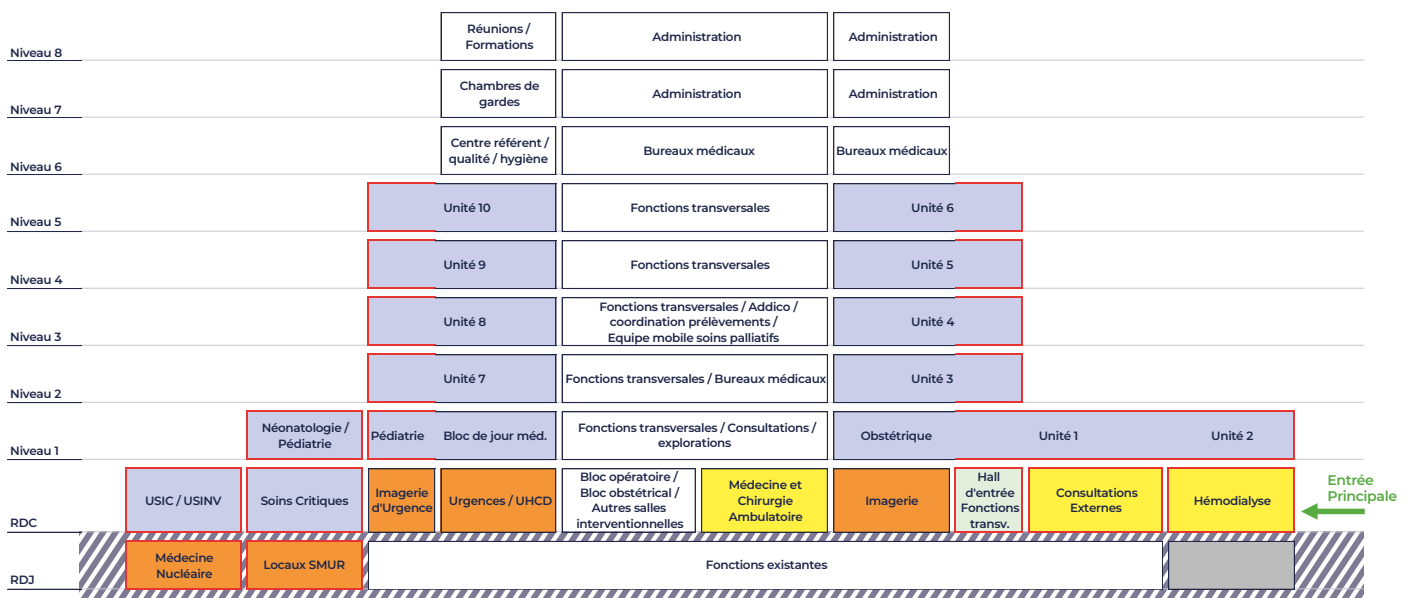 Réunions /
Formations
Administration
Administration
Niveau 8
Chambres de
gardes
Administration
Administration
Niveau 7
Centre référent /
qualité / hygiène
Bureaux médicaux
Bureaux médicaux
Niveau 6
Unité 10
Fonctions transversales
Unité 6
Niveau 5
Unité 9
Fonctions transversales
Unité 5
Niveau 4
Unité 8
Fonctions transversales / Addico /
coordination prélèvements /
Equipe mobile soins palliatifs
Unité 4
Niveau 3
Unité 7
Fonctions transversales / Bureaux médicaux
Unité 3
Niveau 2
Néonatologie /
Pédiatrie
Pédiatrie
Bloc de jour méd.
Fonctions transversales / Consultations /
explorations
Obstétrique
Unité 1
Unité 2
Niveau 1
USIC / USINV
Soins Critiques
Imagerie
d'Urgence
Urgences / UHCD
Bloc opératoire /
Bloc obstétrical /
Autres salles
interventionnelles
Médecine et
Chirurgie
Ambulatoire
Imagerie
Hall
d'entrée
Fonctions
transv.
Consultations
Externes
Hémodialyse
Entrée
Principale
RDC
Médecine
Nucléaire
Locaux SMUR
Fonctions existantes
RDJ